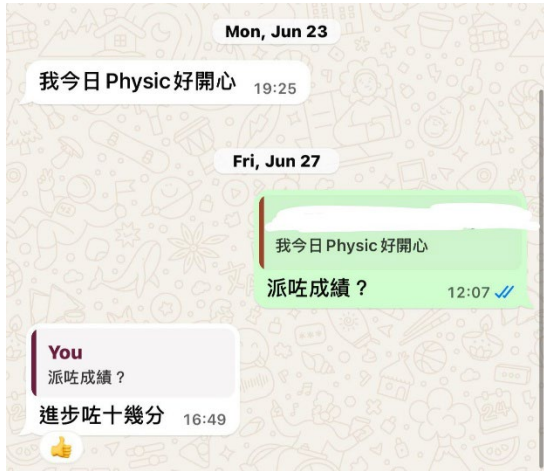 Mon, Jun 23
我今日Physic好開心 19:25
Fri, Jun 27
我今日Physic好開心
派咗成績？ 12:07
You
派咗成績？
進步咗十幾分 16:49